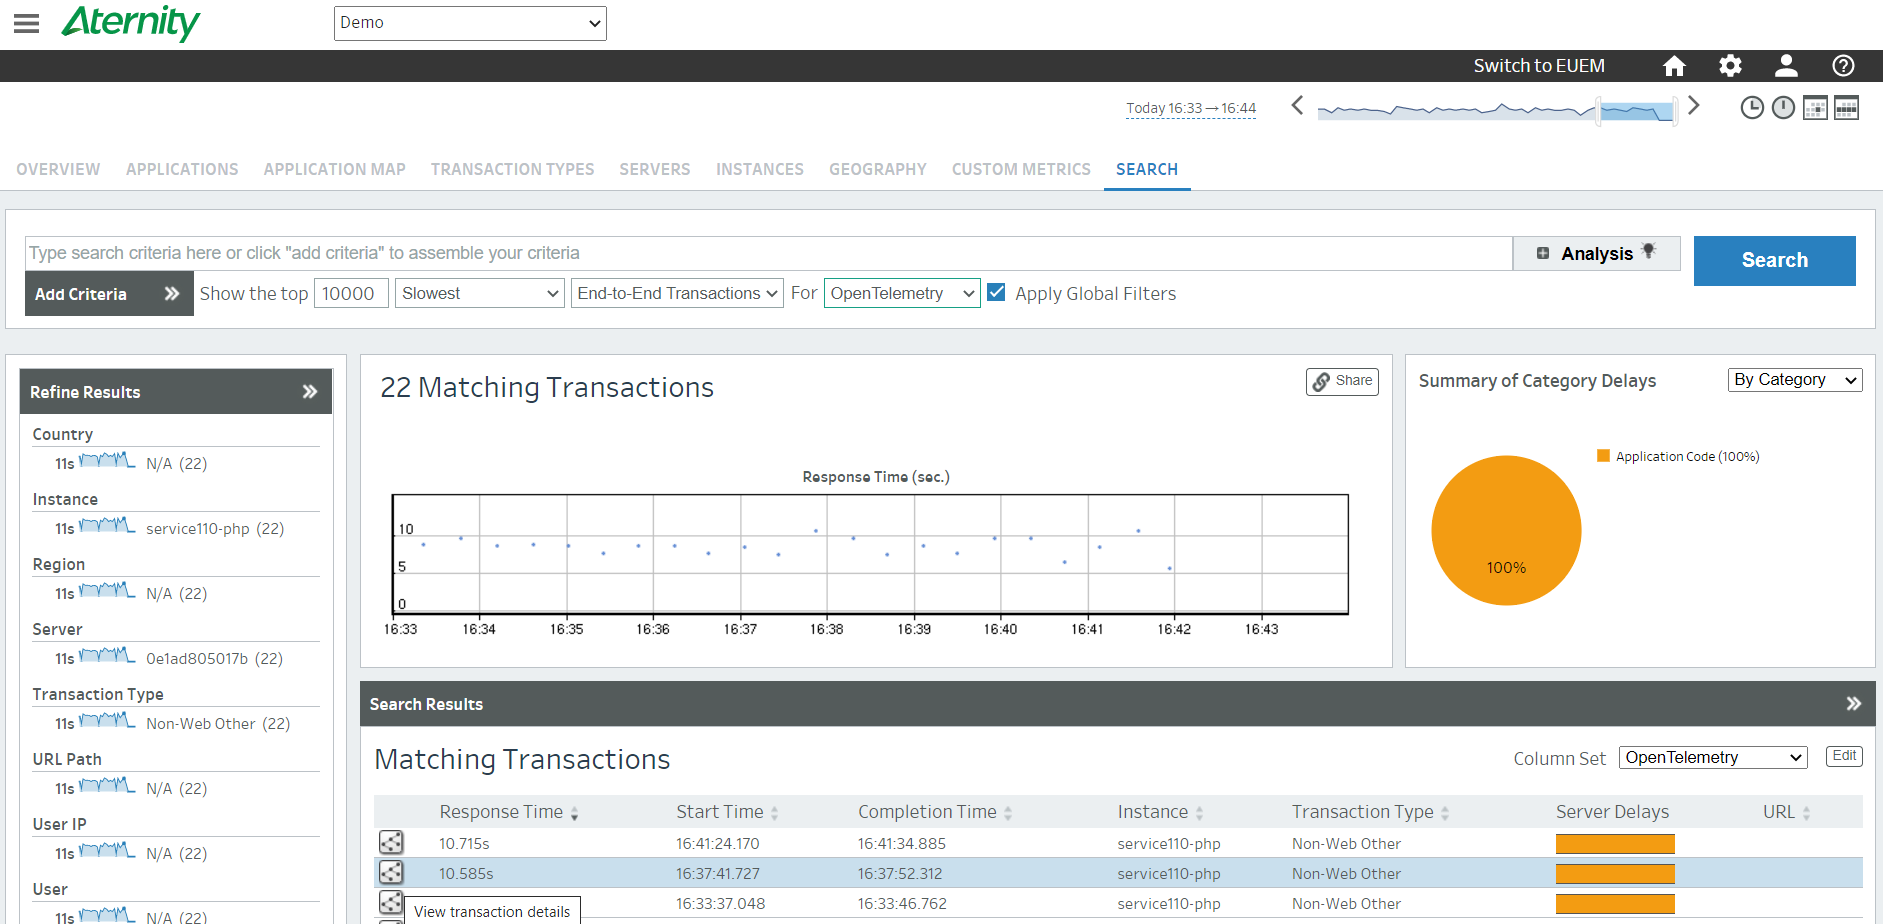 Aternity
Demo
Switch to EUEM
Today 16:33 → 16:44
OVERVIEW APPLICATIONS APPLICATION MAP TRANSACTION TYPES SERVERS INSTANCES GEOGRAPHY CUSTOM METRICS SEARCH
Type search criteria here or click "add criteria" to assemble your criteria
Analysis
Search
Add Criteria
Show the top 10000 Slowest End-to-End Transactions For OpenTelemetry Apply Global Filters
Refine Results
Country
11s N/A (22)
Instance
11s service110-php (22)
Region
11s N/A (22)
Server
11s 0e1ad805017b (22)
Transaction Type
11s Non-Web Other (22)
URL Path
11s N/A (22)
User IP
11s N/A (22)
User
11s N/A (22)
22 Matching Transactions
Share
Response Time (sec.)
10
5
0
16:33 16:34 16:35 16:36 16:37 16:38 16:39 16:40 16:41 16:42 16:43
Summary of Category Delays
By Category
Application Code (100%)
100%
Search Results
Matching Transactions
Column Set OpenTelemetry Edit
Response Time Start Time Completion Time Instance Transaction Type Server Delays URL
10.715s 16:41:24.170 16:41:34.885 service110-php Non-Web Other
10.585s 16:37:41.727 16:37:52.312 service110-php Non-Web Other
16:33:37.048 16:33:46.762 service110-php Non-Web Other
View transaction details